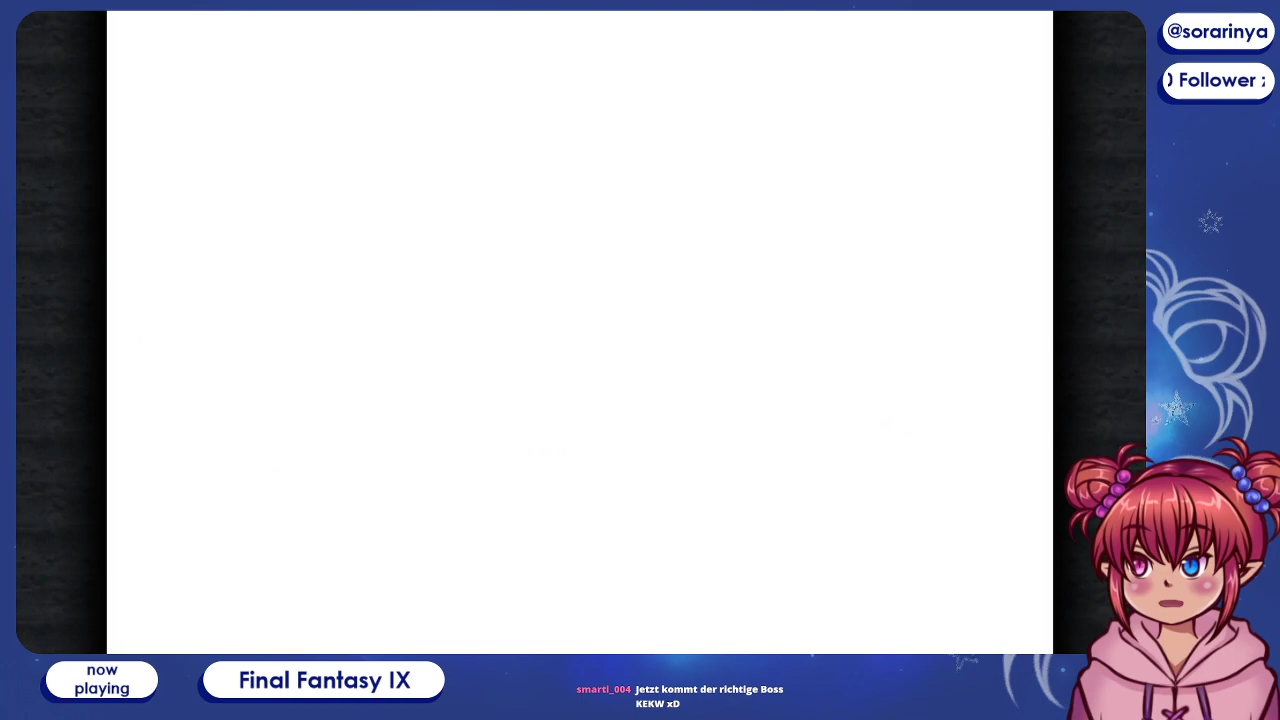 @sorarinya
Follower
now
playing
Final Fantasy IX
smarti_004 Jetzt kommt der richtige Boss
KEKW xD